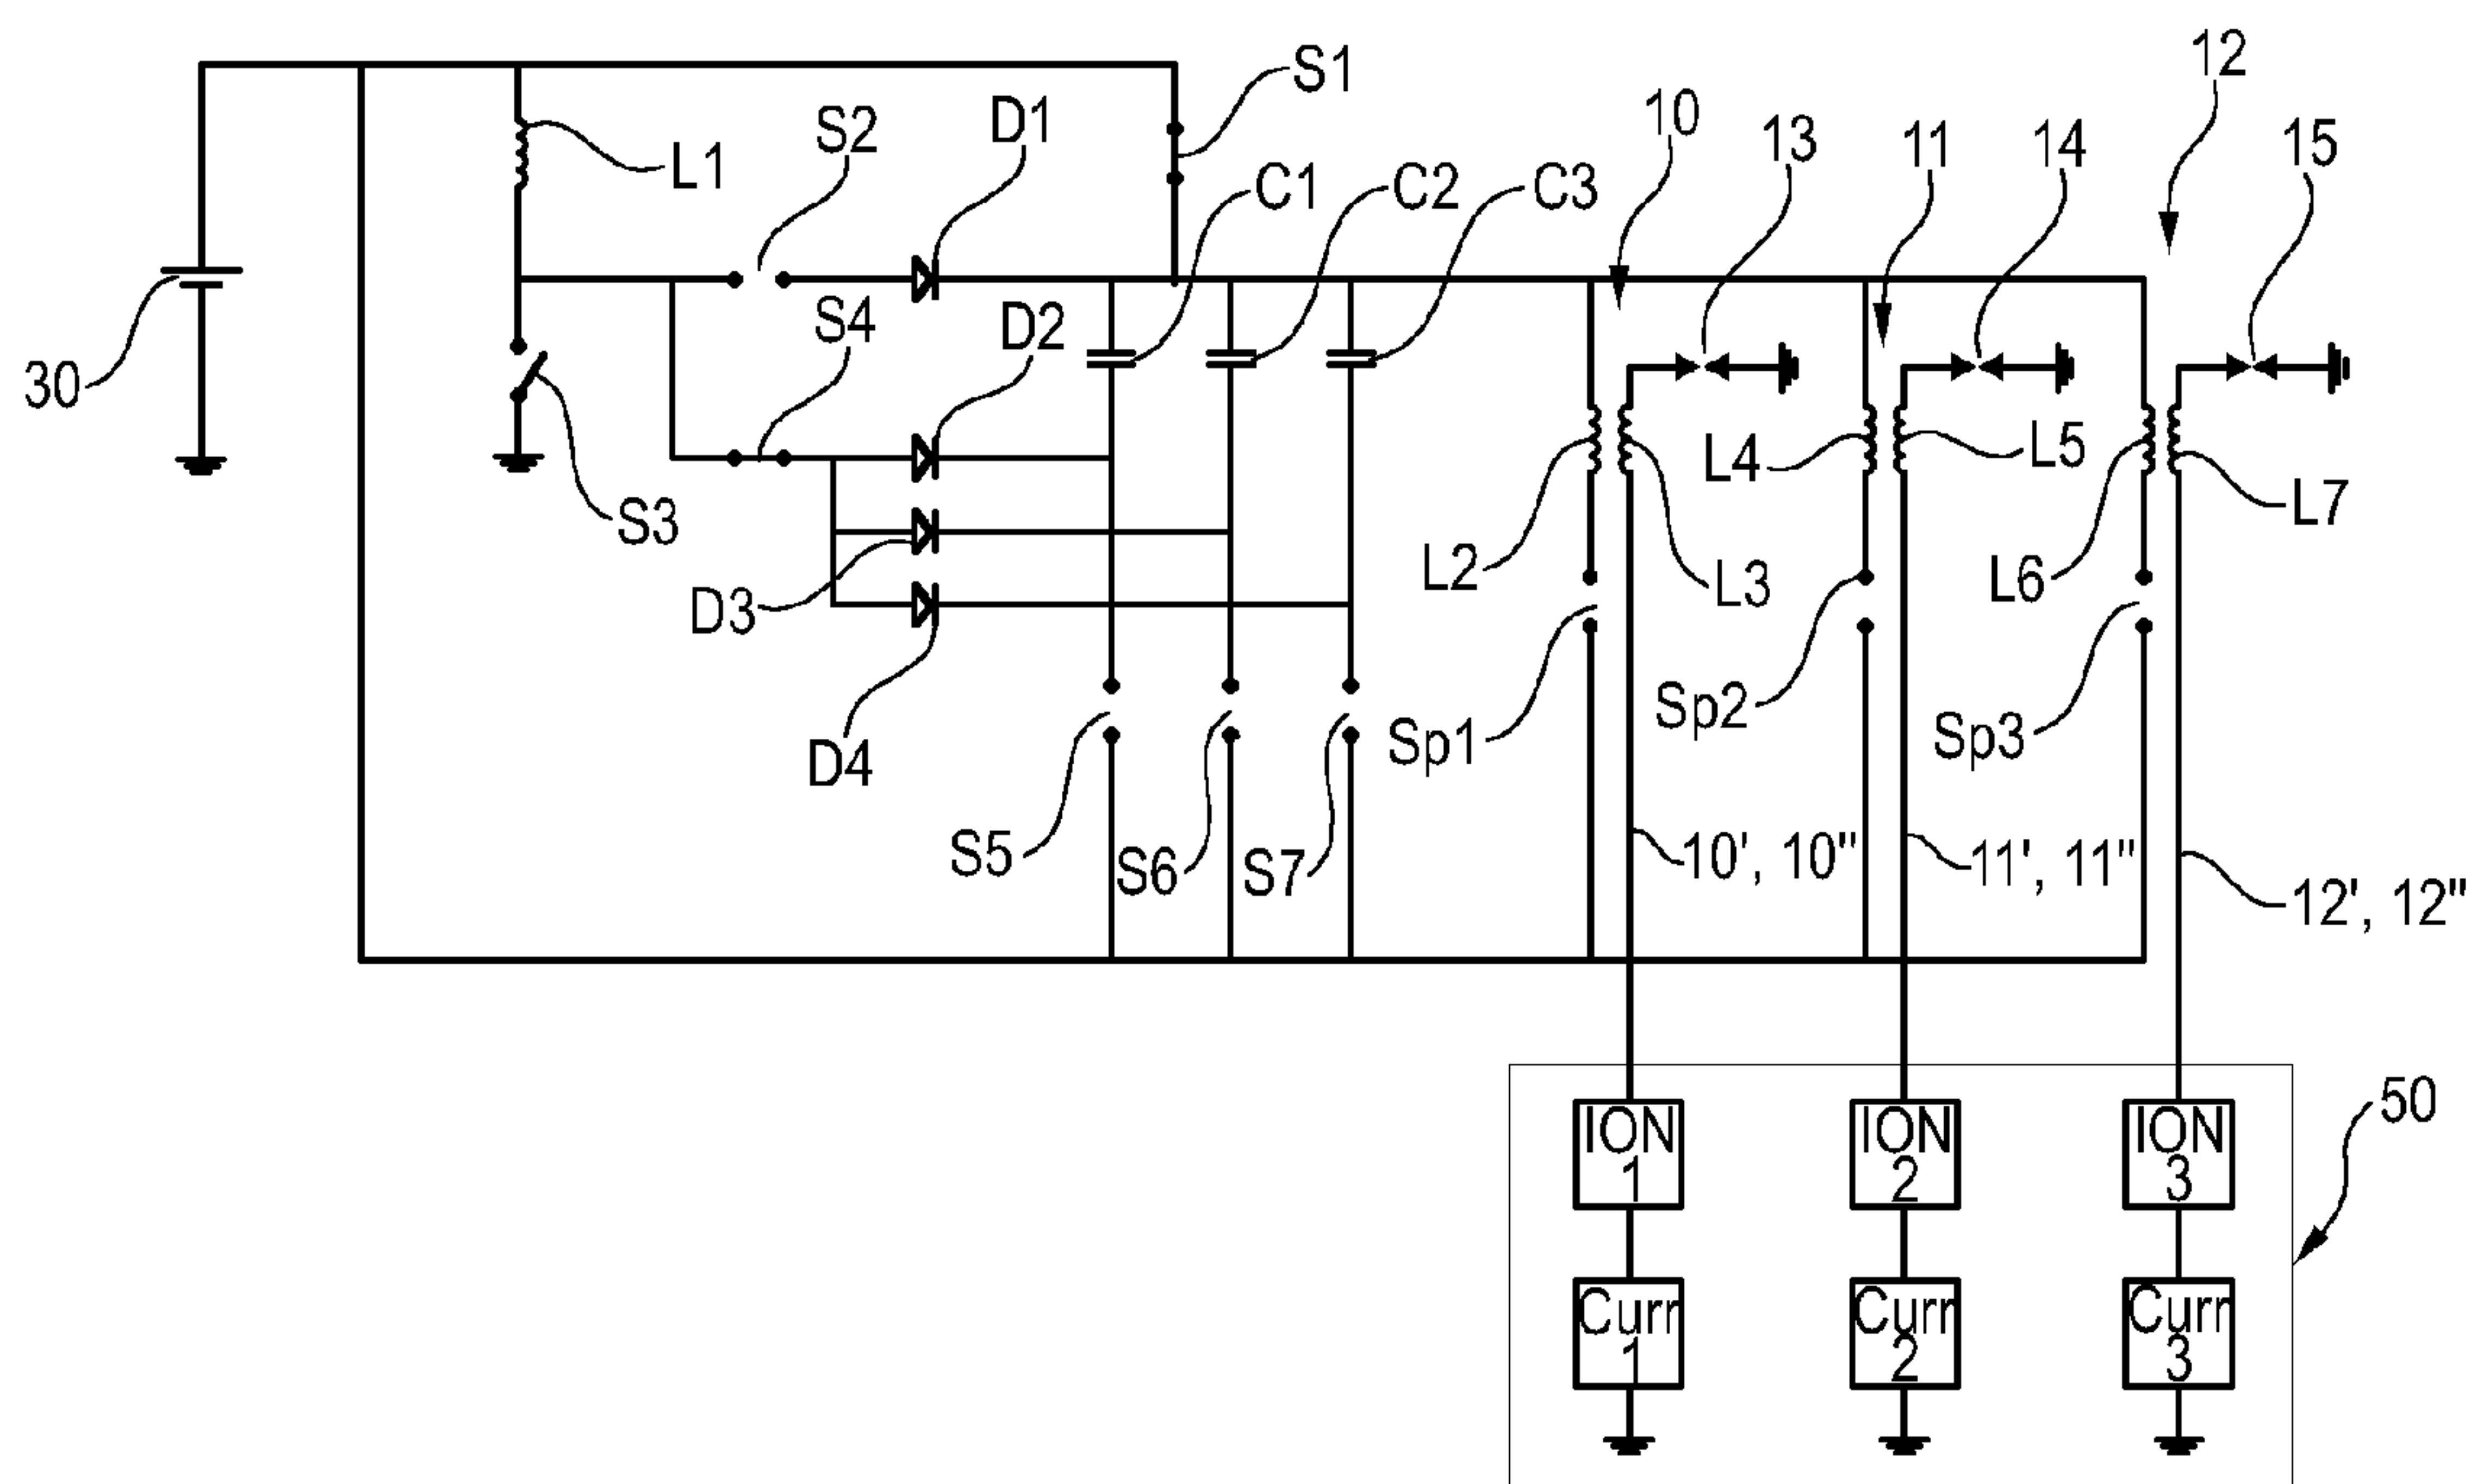 12
S1
10
13
S2
D1
11
14
15
L1
C1
C2
C3
S4
D2
30
L4
L5
L7
S3
L2
L3
L6
D3
Sp2
Sp1
Sp3
D4
S5
S6
S7
10', 10"
11', 11"
12', 12"
50
ION
1
ION
2
ION
3
Curr
1
Curr
2
Curr
3